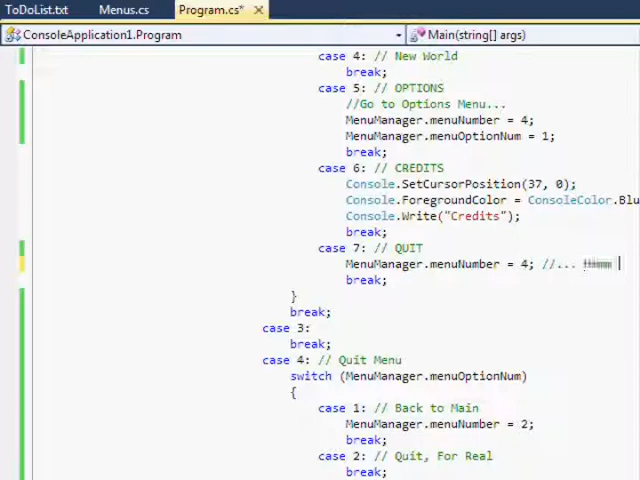 ToDoList.txt Menus.cs Program.cs*
ConsoleApplication1.Program Main(string[] args)
case 4: // New World
break;
case 5: // OPTIONS
//Go to Options Menu...
MenuManager.menuNumber = 4;
MenuManager.menuOptionNum = 1;
break;
case 6: // CREDITS
Console.SetCursorPosition(37, 0);
Console.ForegroundColor = ConsoleColor.Blu
Console.Write("Credits");
break;
case 7: // QUIT
MenuManager.menuNumber = 4; //...
break;
}
break;
case 3:
break;
case 4: // Quit Menu
switch (MenuManager.menuOptionNum)
{
case 1: // Back to Main
MenuManager.menuNumber = 2;
break;
case 2: // Quit, For Real
break;